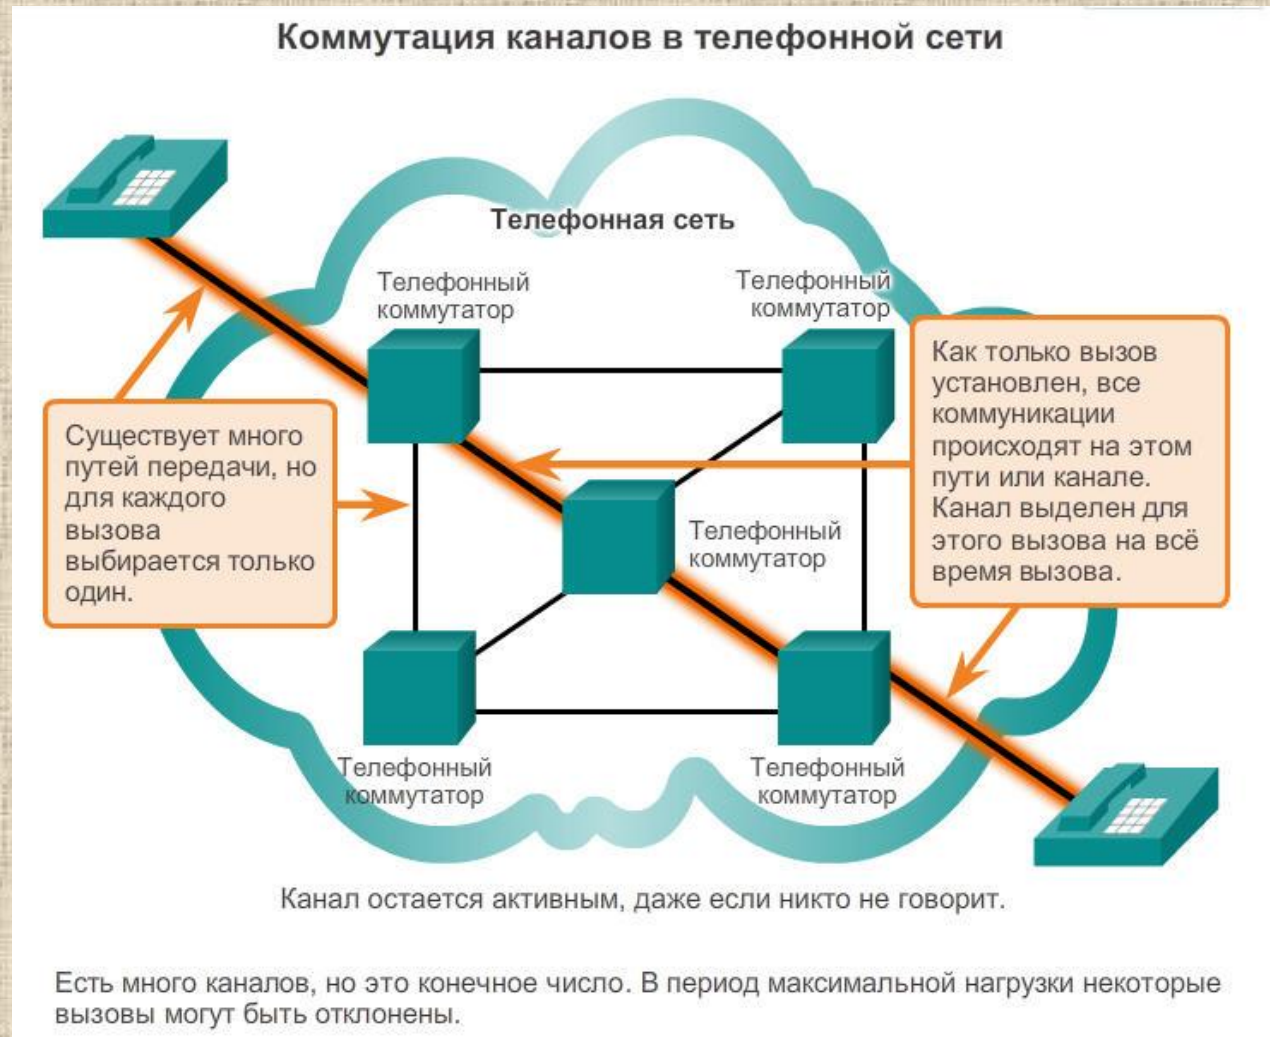 Коммутация каналов в телефонной сети
Телефонная сеть
Телефонный
коммутатор
Телефонный
коммутатор
Существует много
путей передачи, но
для каждого
вызова
выбирается только
один.
Как только вызов
установлен, все
коммуникации
происходят на этом
пути или канале.
Канал выделен для
этого вызова на всё
время вызова.
Телефонный
коммутатор
Телефонный
коммутатор
Телефонный
коммутатор
Канал остается активным, даже если никто не говорит.
Есть много каналов, но это конечное число. В период максимальной нагрузки некоторые
вызовы могут быть отклонены.